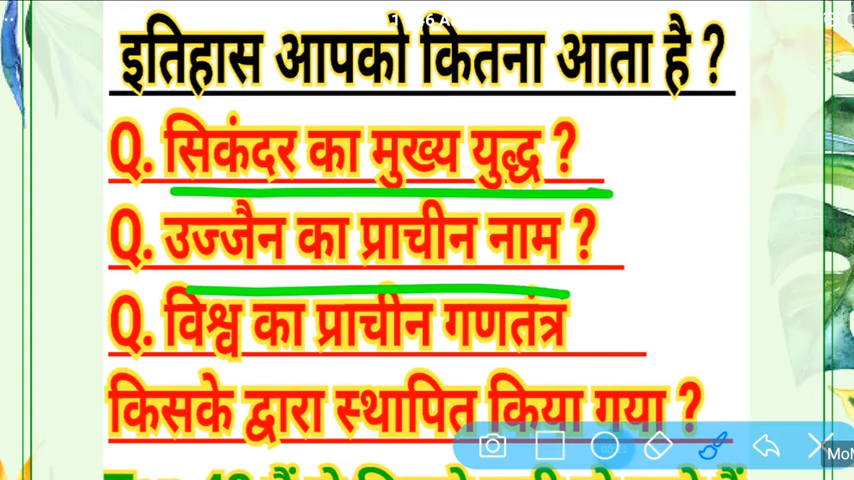 इतिहास आपको कितना आता है ?
Q. सिकंदर का मुख्य युद्ध ?
Q. उज्जैन का प्राचीन नाम ?
Q. विश्व का प्राचीन गणतंत्र
किसके द्वारा स्थापित किया गया ?